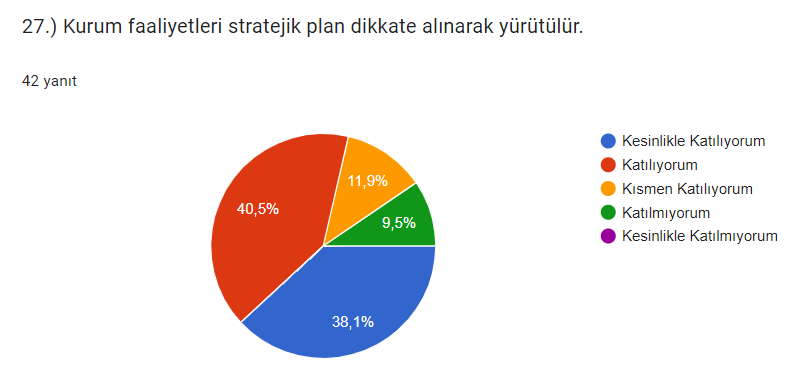 27.) Kurum faaliyetleri stratejik plan dikkate alınarak yürütülür.
42 yanıt
Kesinlikle Katılıyorum
Katılıyorum
Kısmen Katılıyorum
Katılmıyorum
Kesinlikle Katılmıyorum
11,9%
40,5%
9,5%
38,1%